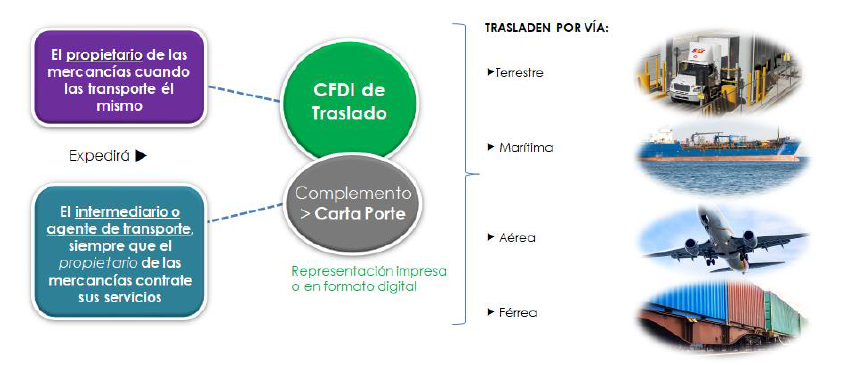 El propietario de las
mercancías cuando
las transporte él
mismo
Expedirá ▶
El intermediario o
agente de transporte,
siempre que el
propietario de las
mercancías contrate
sus servicios
CFDI de
Traslado
Complemento
> Carta Porte
Representación impresa
o en formato digital
TRASLADEN POR VÍA:
▶Terrestre
▶ Marítima
▶ Aérea
▶ Férrea